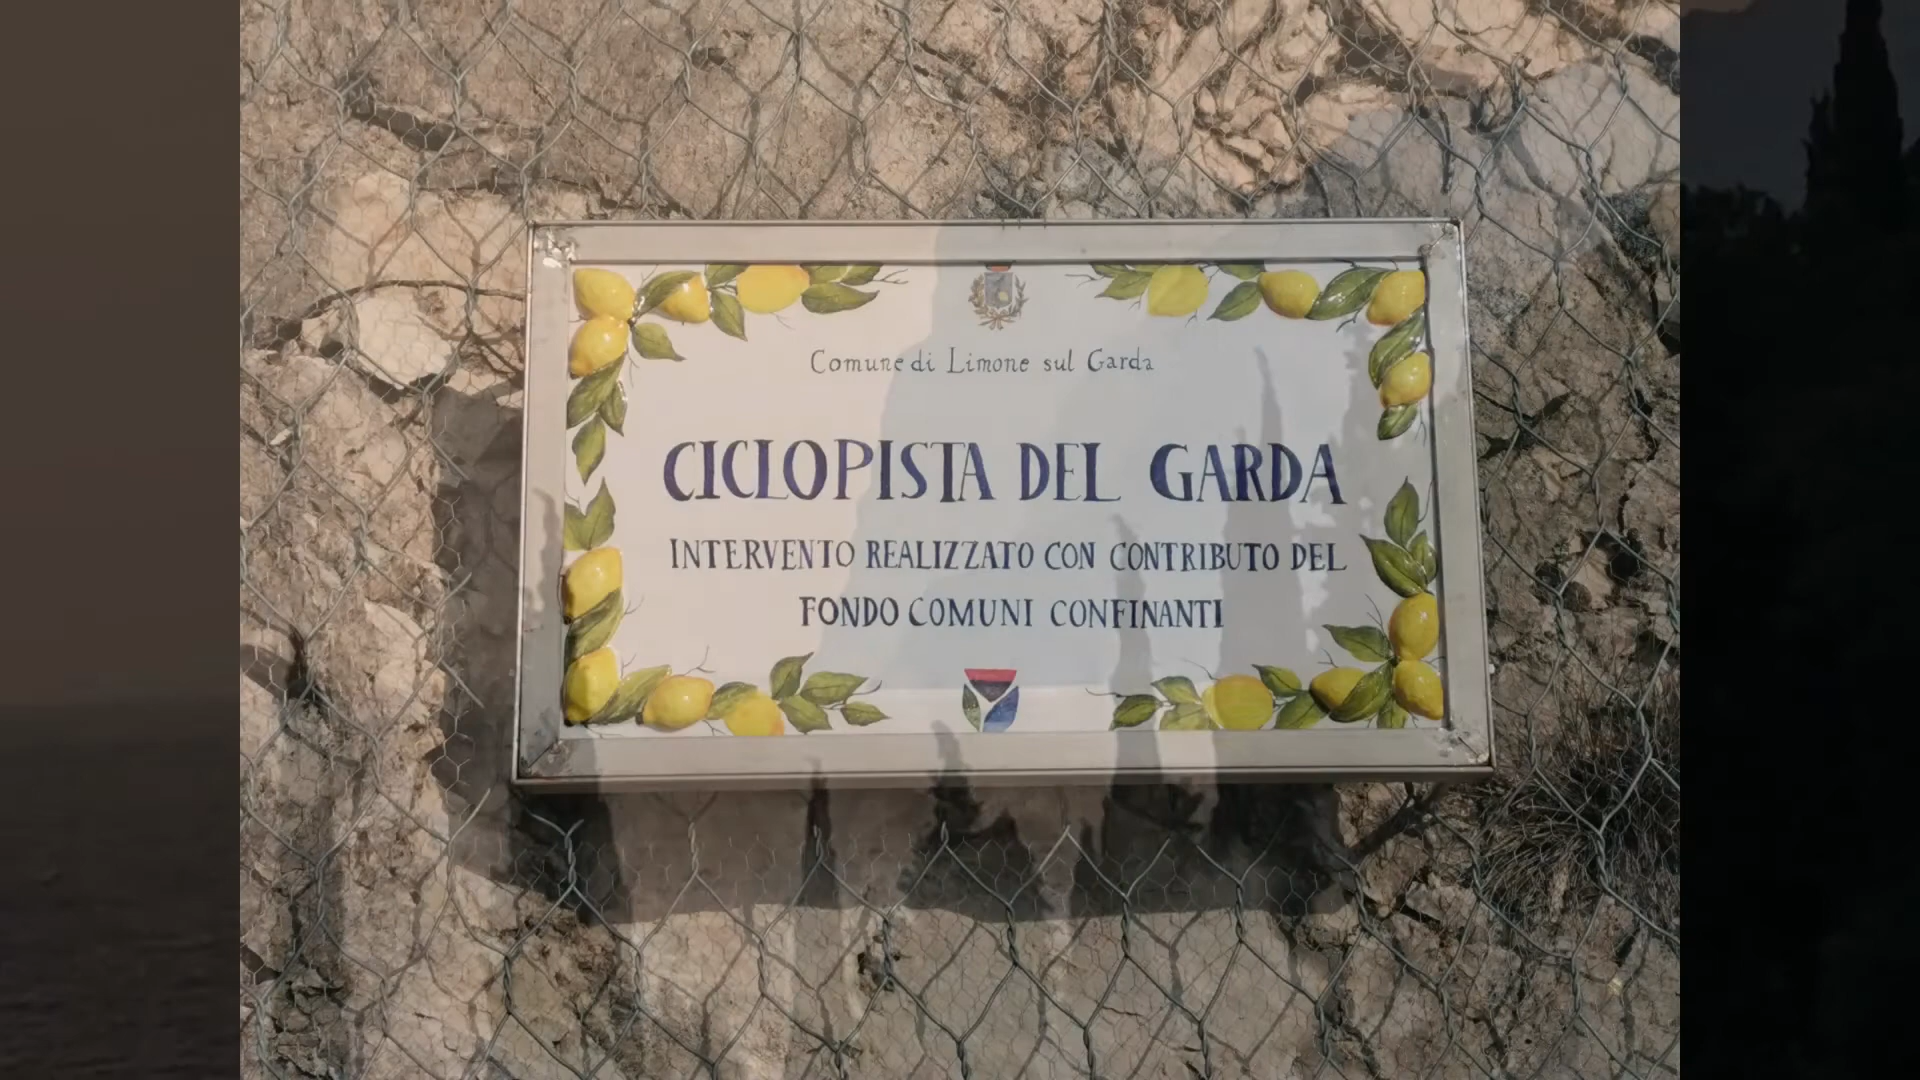 Comune di Limone sul Garda
CICLOPISTA DEL GARDA
INTERVENTO REALIZZATO CON CONTRIBUTO DEL
FONDO COMUNI CONFINANTI